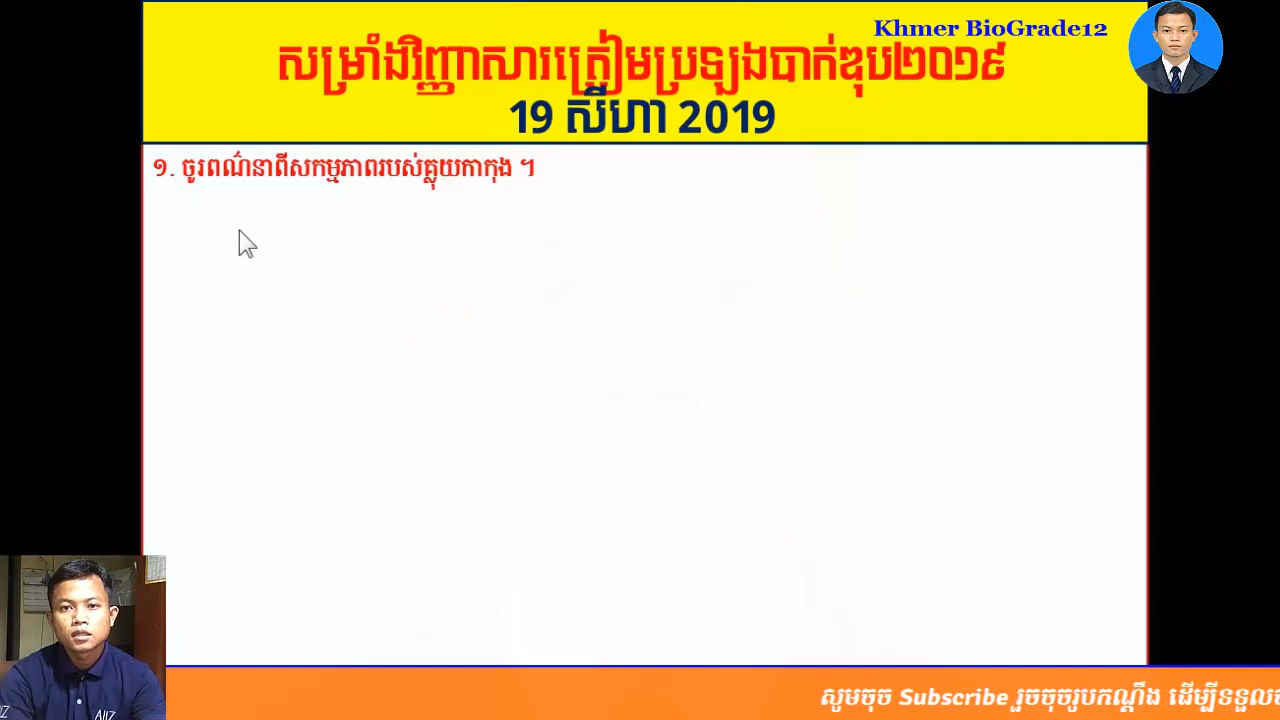 Khmer BioGrade12
សម្រាំងវិញ្ញាសារត្រៀមប្រឡងបាក់ឌុប២០១៩
19 សីហា 2019
១. ចូរពណ៌នាពីសកម្មភាពរបស់គ្លុយកាកុង ។
សូមចុច Subscribe រួចចុចរូបកណ្ដឹង ដើម្បីទទួល
AIIZ